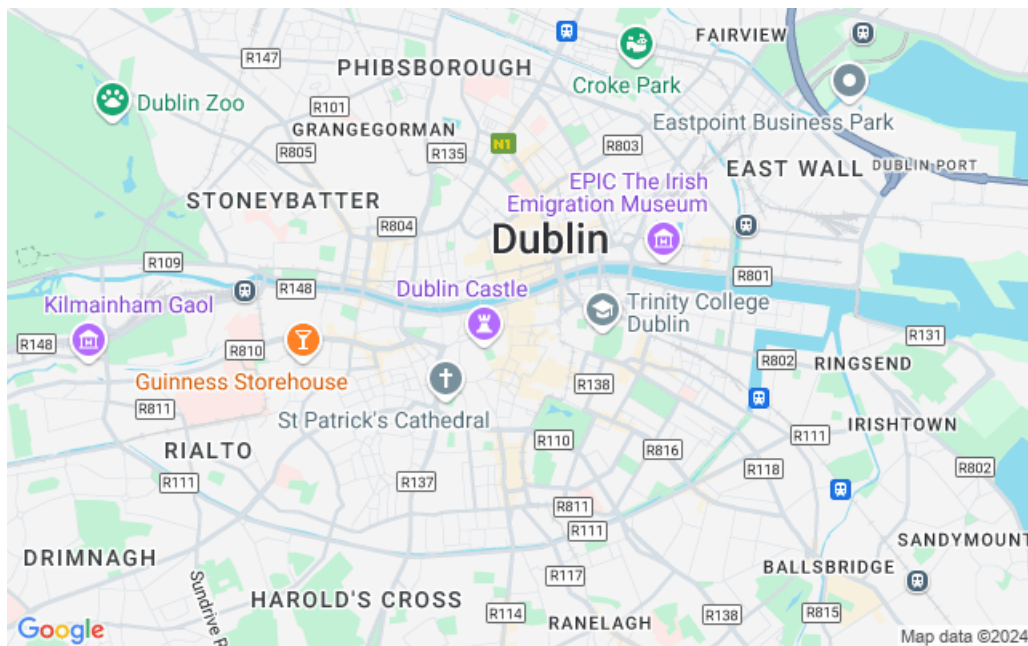 FAIRVIEW
R147
PHIBSBOROUGH
Croke Park
Dublin Zoo
R101
Eastpoint Business Park
GRANGEGORMAN
N1
R805
R135
R803
EAST WALL
DUBLIN PORT
EPIC The Irish
Emigration Museum
STONEYBATTER
R804
Dublin
R109
R801
R148
Dublin Castle
Kilmainham Gaol
Trinity College
Dublin
R131
R148
R810
R802
RINGSEND
Guinness Storehouse
R138
R811
St Patrick's Cathedral
IRISHTOWN
R111
R110
RIALTO
R816
R118
R802
R111
R137
R811
R111
SANDYMOUNT
DRIMNAGH
BALLSBRIDGE
R117
Sundrive R
HAROLD'S CROSS
R114
R138
R815
RANELAGH
Google
Map data ©2024